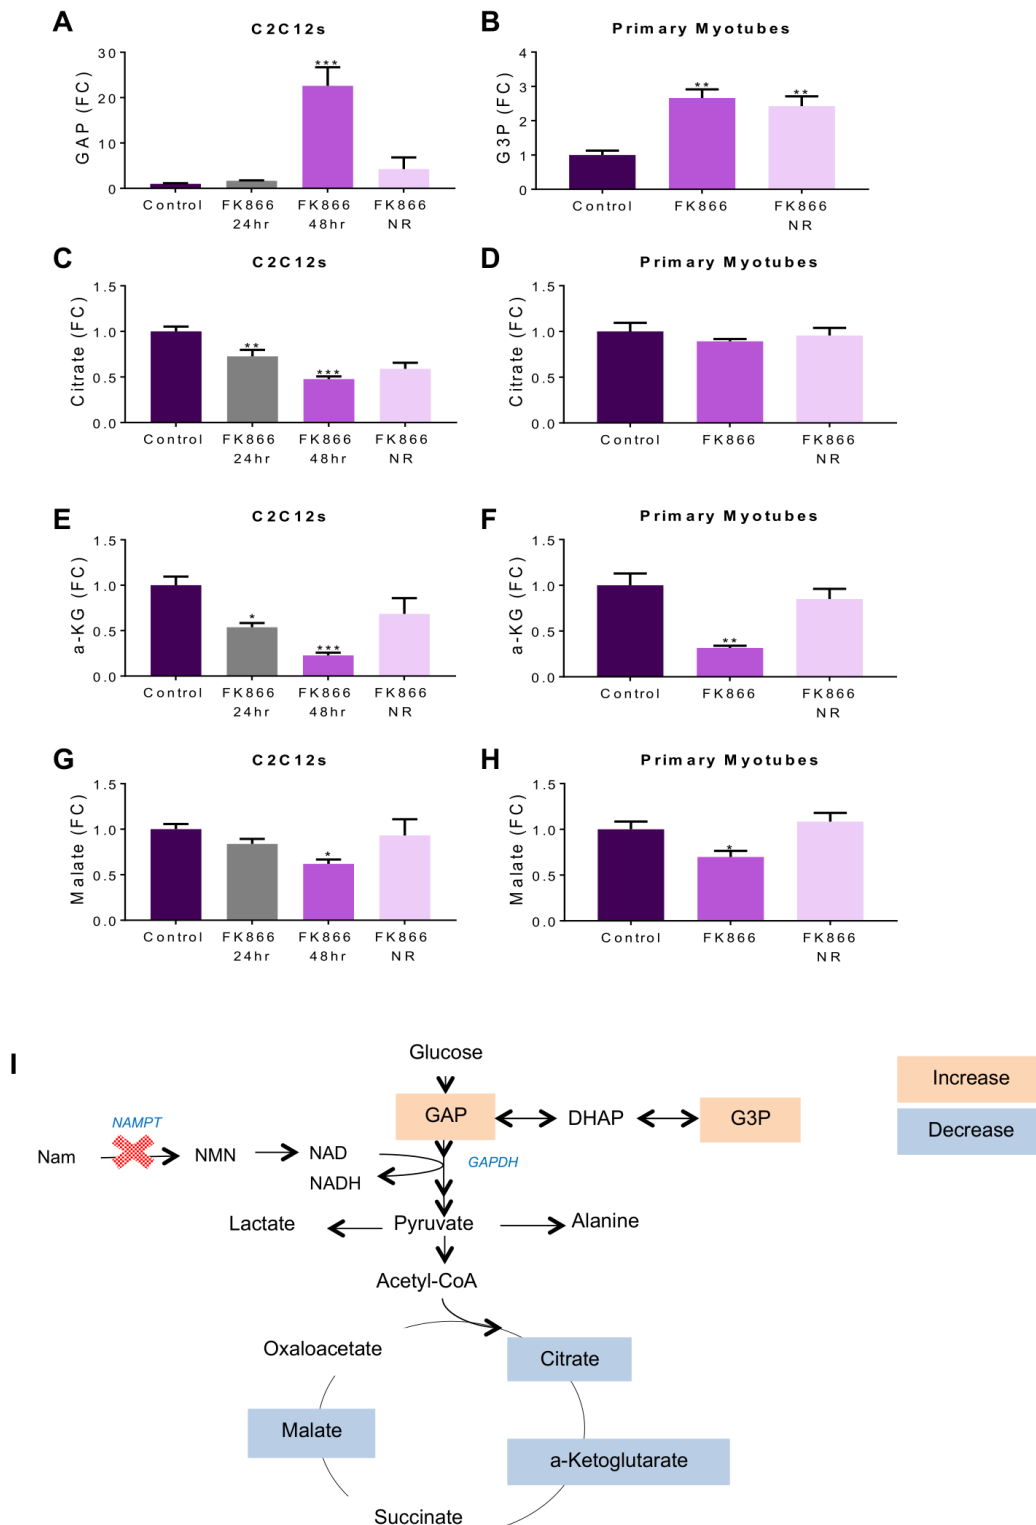 A
C2C12s
GAP (FC)
30
20
10
0
***
Control
FK866
24hr
FK866
48hr
FK866
NR
B
Primary Myotubes
G3P (FC)
4
3
2
1
0
**
**
Control
FK866
FK866
NR
C
C2C12s
Citrate (FC)
1.5
1.0
0.5
0.0
**
***
Control
FK866
24hr
FK866
48hr
FK866
NR
D
Primary Myotubes
Citrate (FC)
1.5
1.0
0.5
0.0
Control
FK866
FK866
NR
E
C2C12s
a-KG (FC)
1.5
1.0
0.5
0.0
*
***
Control
FK866
24hr
FK866
48hr
FK866
NR
F
Primary Myotubes
a-KG (FC)
1.5
1.0
0.5
0.0
**
Control
FK866
FK866
NR
G
C2C12s
Malate (FC)
1.5
1.0
0.5
0.0
*
Control
FK866
24hr
FK866
48hr
FK866
NR
H
Primary Myotubes
Malate (FC)
1.5
1.0
0.5
0.0
*
Control
FK866
FK866
NR
I
Glucose
Increase
GAP
DHAP
G3P
Decrease
NAMPT
Nam
NMN
NAD
GAPDH
NADH
Lactate
Pyruvate
Alanine
Acetyl-CoA
Oxaloacetate
Citrate
Malate
a-Ketoglutarate
Succinate